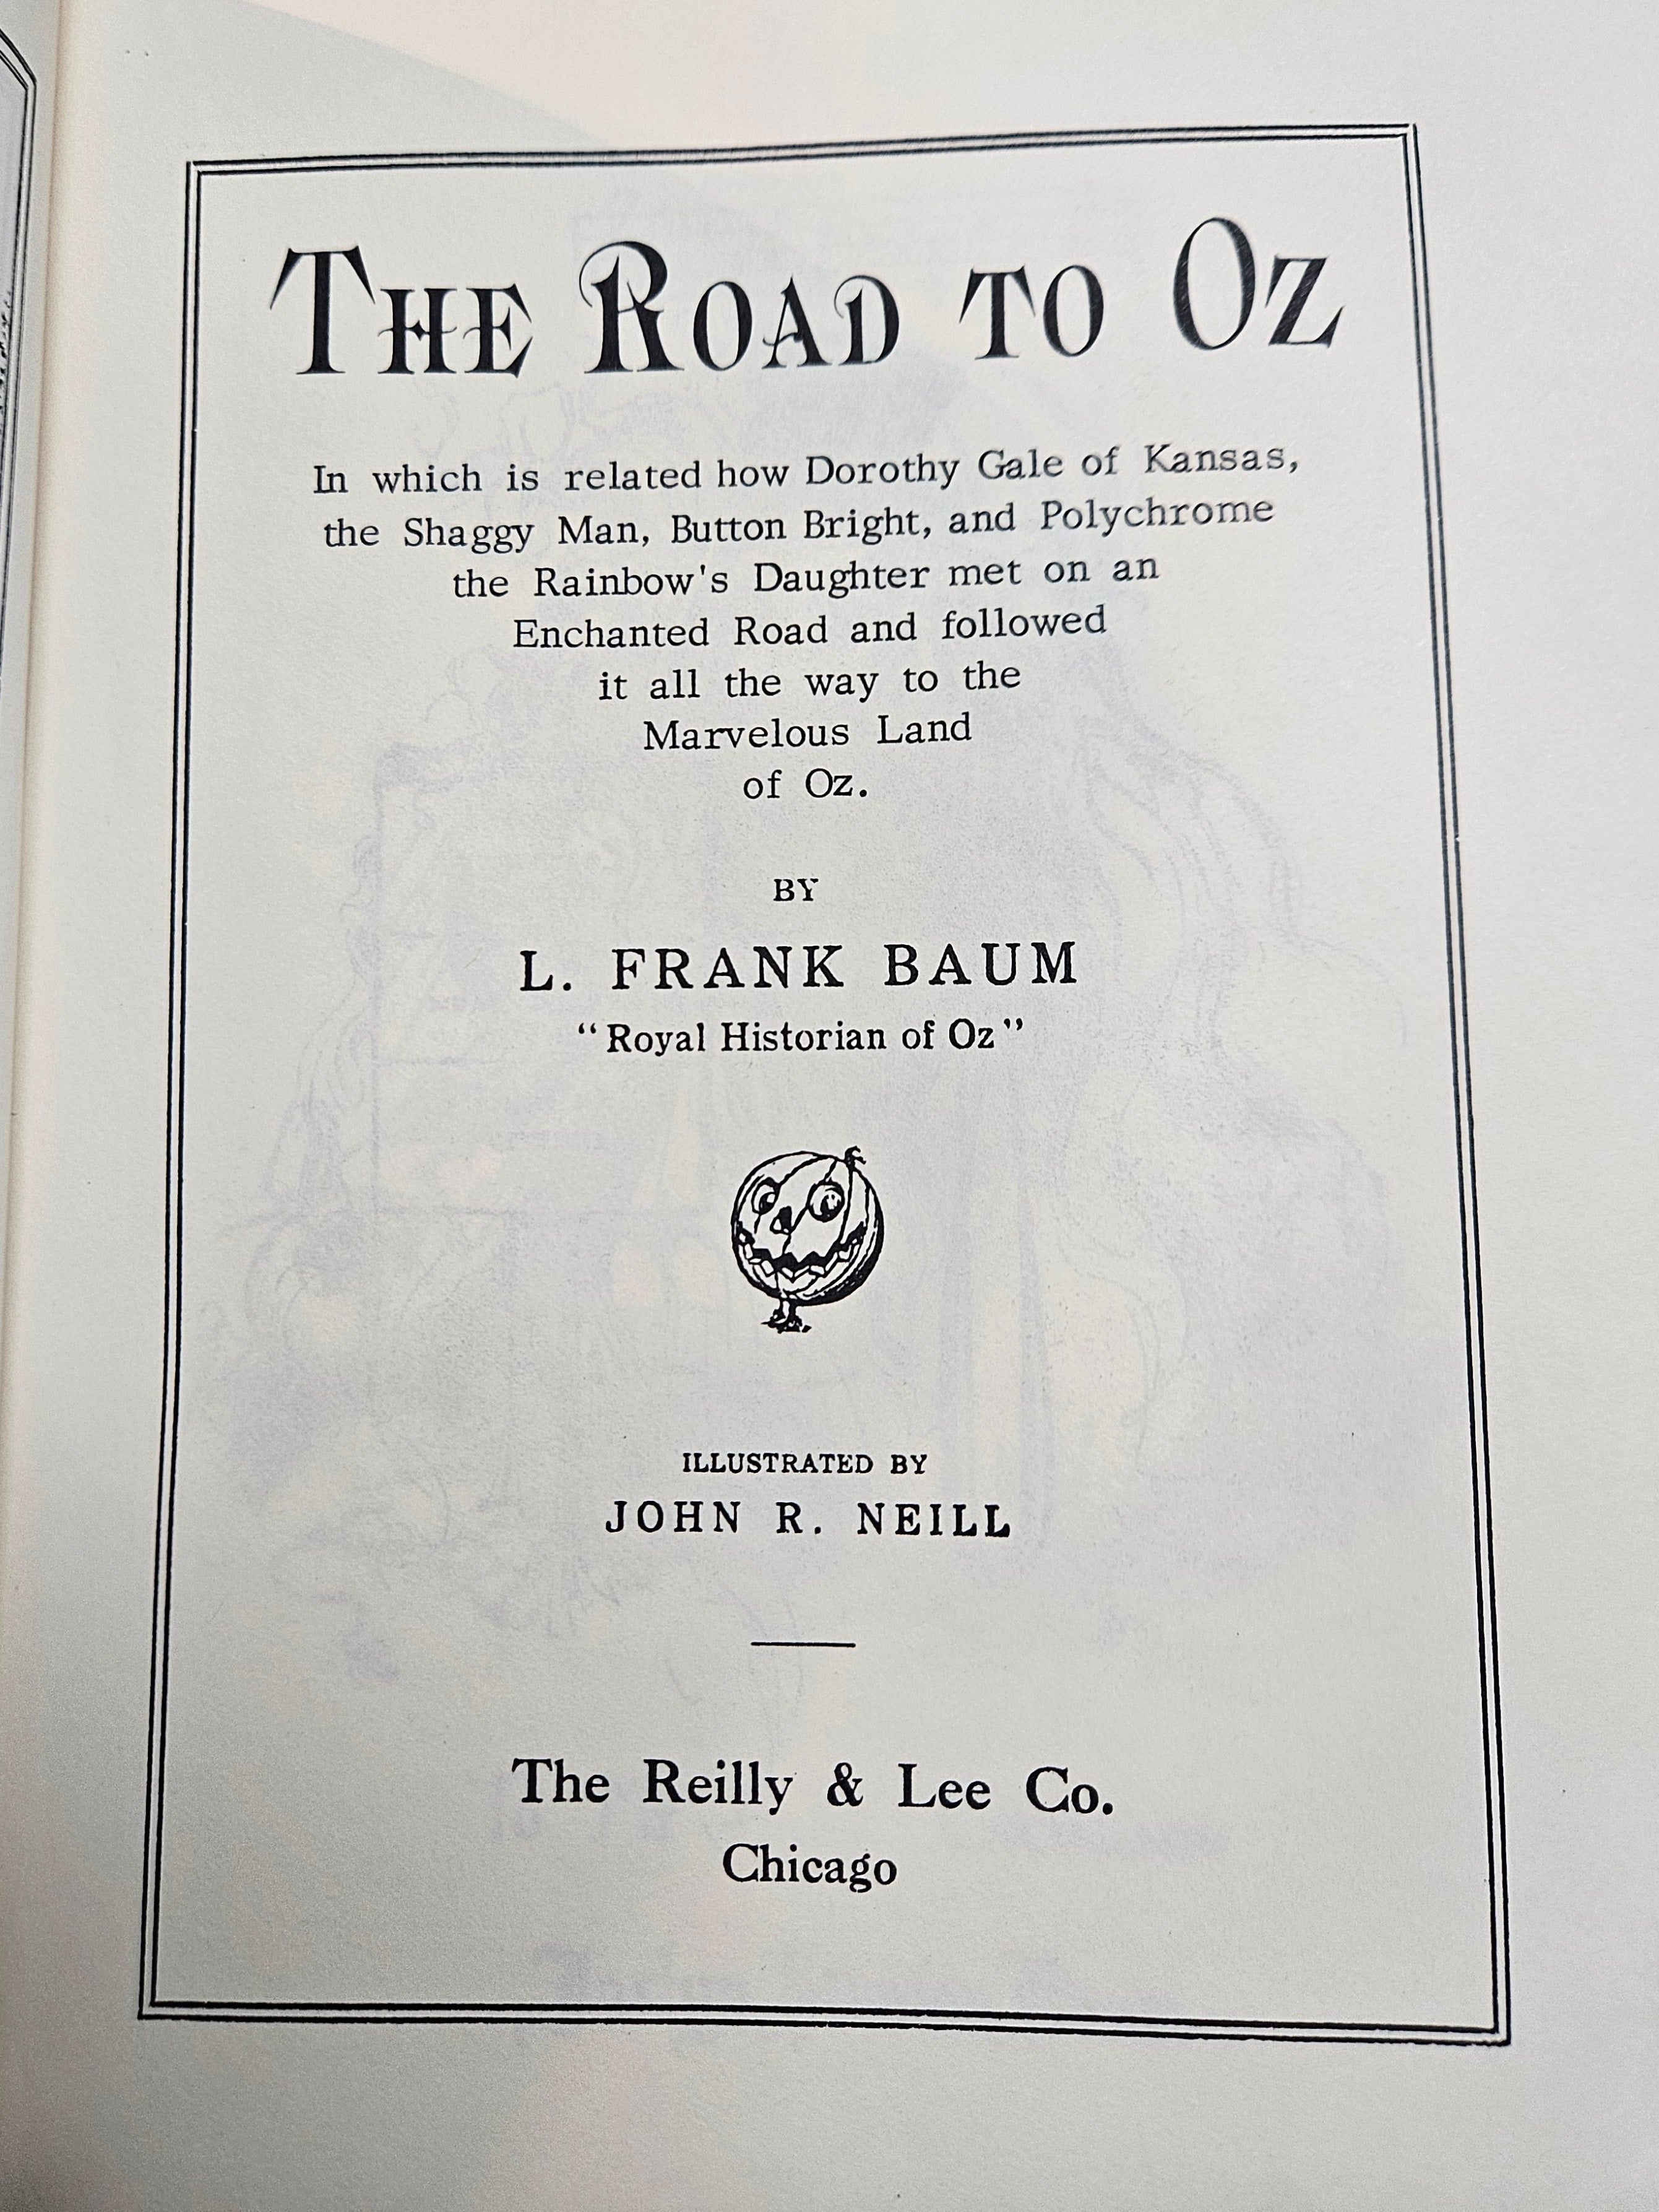 THE ROAD TO OZ
In which is related how Dorothy Gale of Kansas,
the Shaggy Man, Button Bright, and Polychrome
the Rainbow's Daughter met on an
Enchanted Road and followed
it all the way to the
Marvelous Land
of Oz.
BY
L. FRANK BAUM
"Royal Historian of Oz"
ILLUSTRATED BY
JOHN R. NEILL
The Reilly & Lee Co.
Chicago